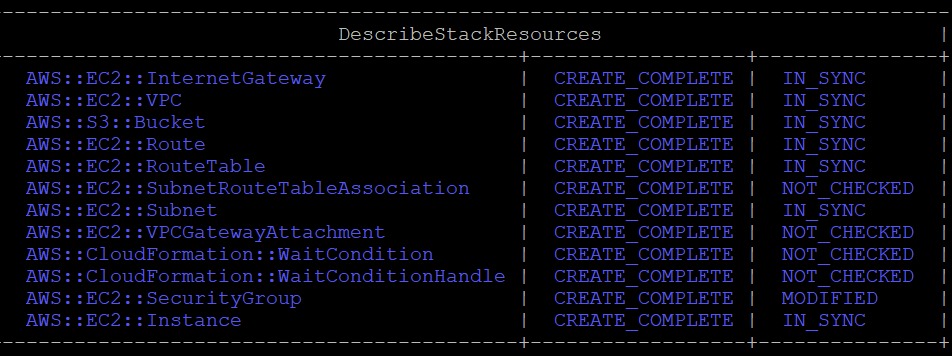 DescribeStackResources
AWS::EC2::InternetGateway | CREATE_COMPLETE | IN_SYNC
AWS::EC2::VPC | CREATE_COMPLETE | IN_SYNC
AWS::S3::Bucket | CREATE_COMPLETE | IN_SYNC
AWS::EC2::Route | CREATE_COMPLETE | IN_SYNC
AWS::EC2::RouteTable | CREATE_COMPLETE | IN_SYNC
AWS::EC2::SubnetRouteTableAssociation | CREATE_COMPLETE | NOT_CHECKED
AWS::EC2::Subnet | CREATE_COMPLETE | IN_SYNC
AWS::EC2::VPCGatewayAttachment | CREATE_COMPLETE | NOT_CHECKED
AWS::CloudFormation::WaitCondition | CREATE_COMPLETE | NOT_CHECKED
AWS::CloudFormation::WaitConditionHandle | CREATE_COMPLETE | NOT_CHECKED
AWS::EC2::SecurityGroup | CREATE_COMPLETE | MODIFIED
AWS::EC2::Instance | CREATE_COMPLETE | IN_SYNC